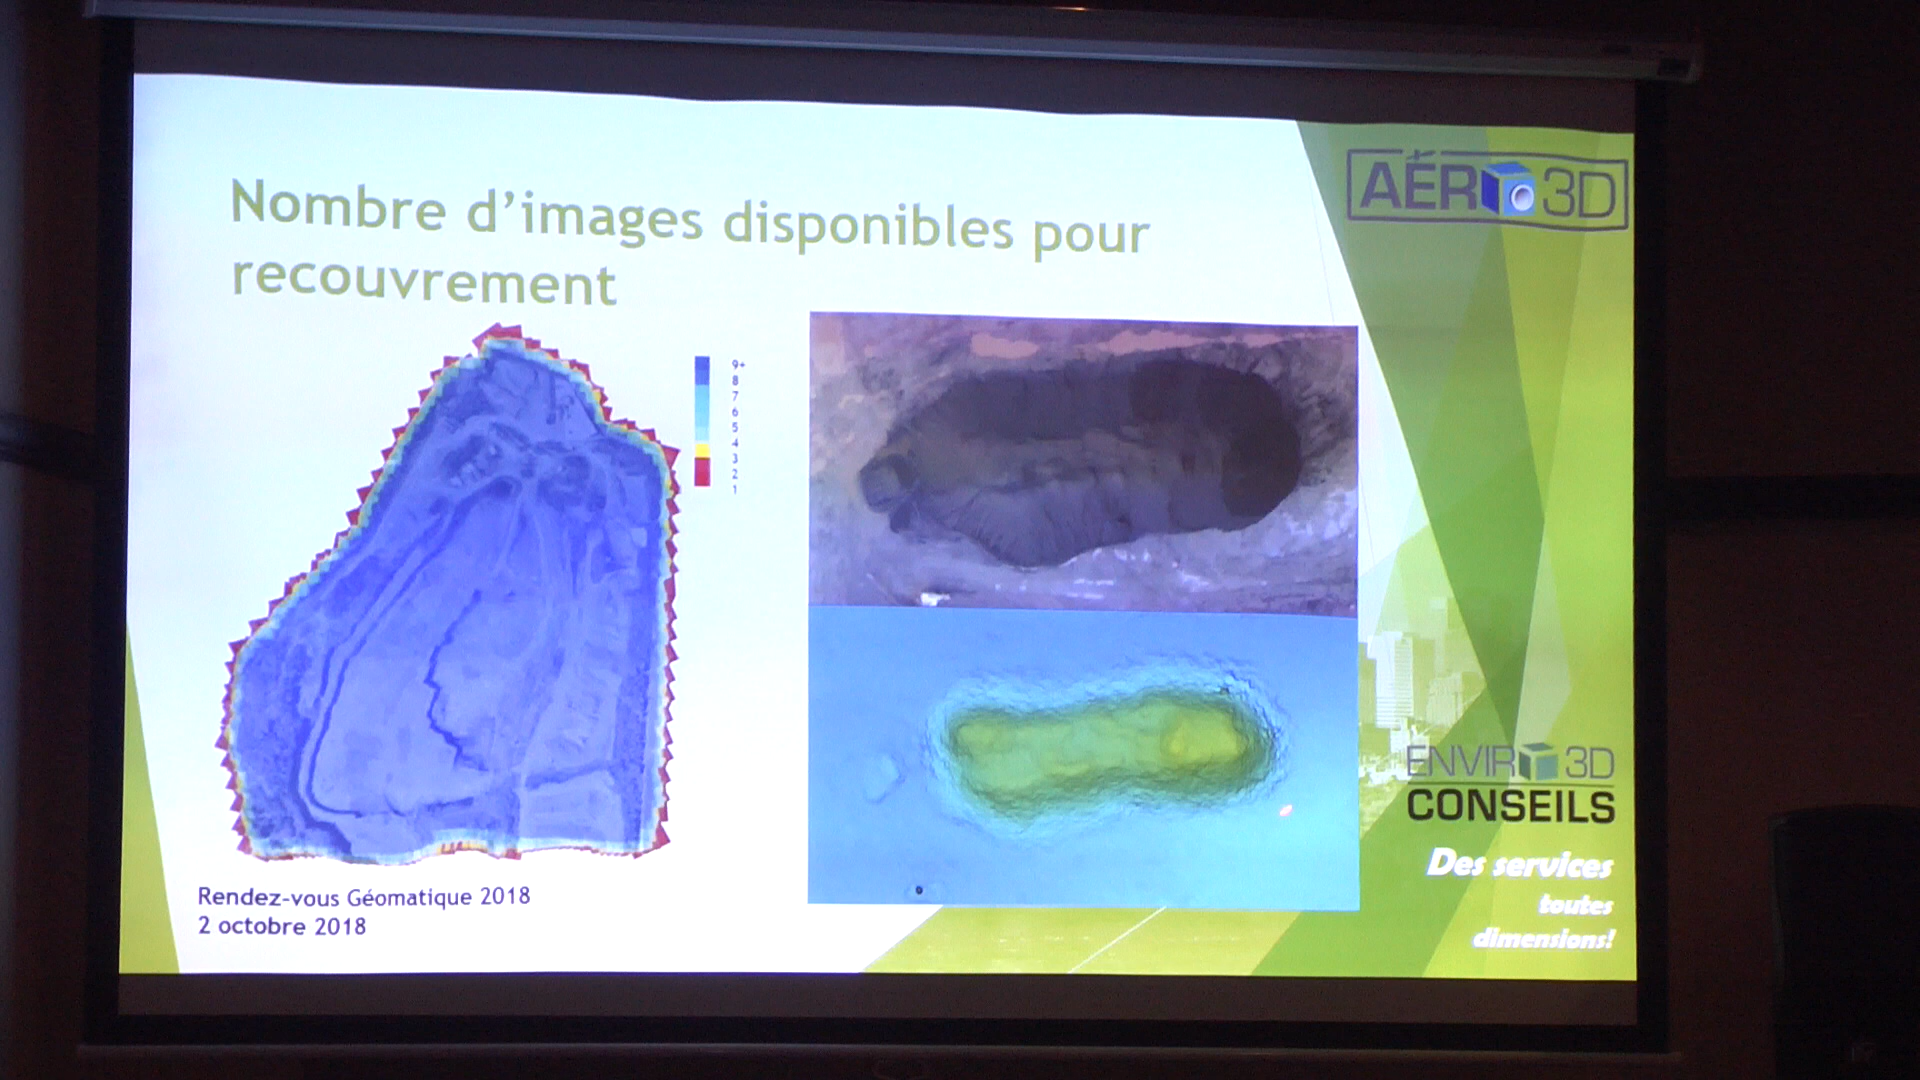 Nombre d'images disponibles pour
recouvrement
AÉRO3D
9+
8
7
6
5
4
3
2
1
ENVIRO3D
CONSEILS
Des services
toutes
dimensions!
Rendez-vous Géomatique 2018
2 octobre 2018